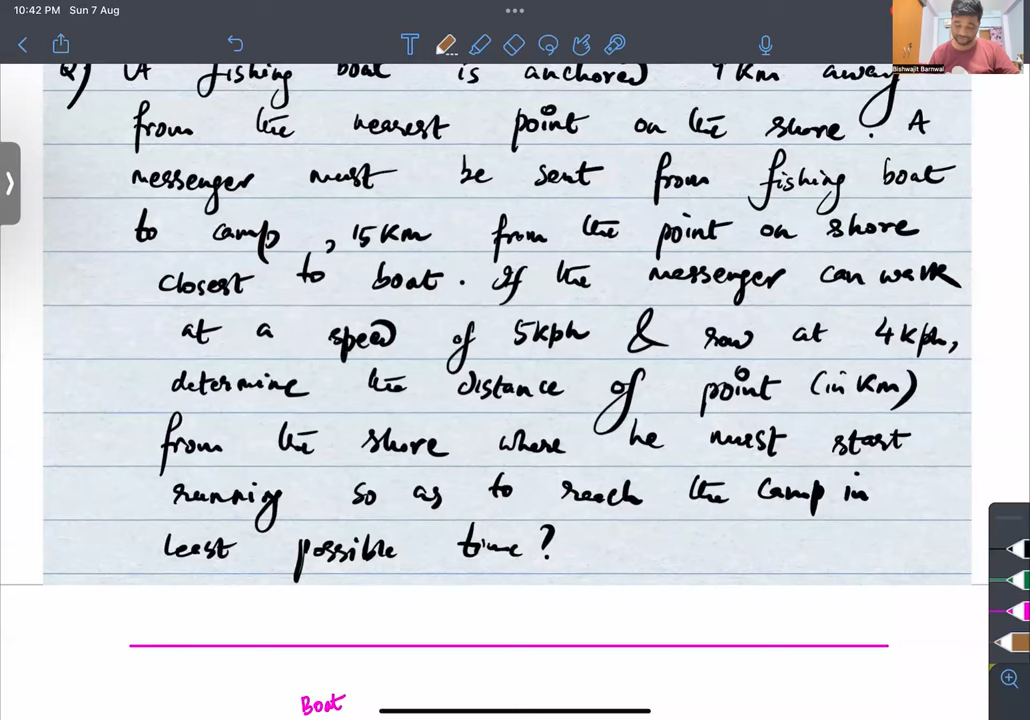 10:42 PM Sun 7 Aug
Bishwajit Barnwal
Q) A fishing boat is anchored 9 Km away
from the nearest point on the shore. A
messenger must be sent from fishing boat
to camp, 15 Km from the point on shore
closest to boat. If the messenger can walk
at a speed of 5 kph & row at 4 kph,
determine the distance of point (in Km)
from the shore where he must start
running so as to reach the camp in
least possible time?
Boat